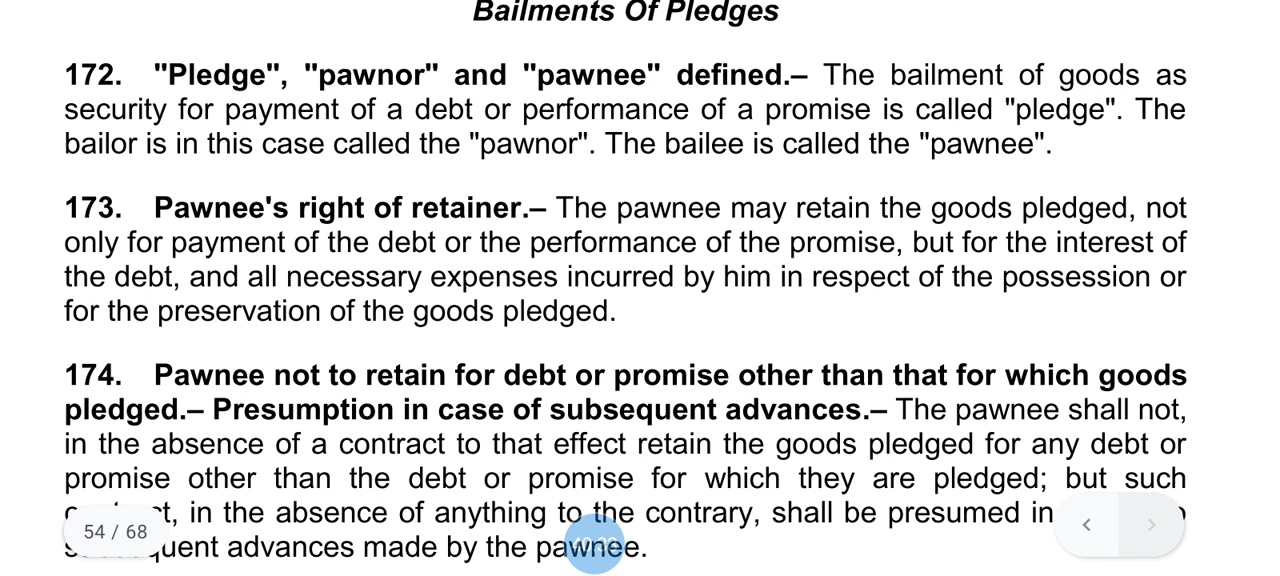 Bailments Of Pledges
172. "Pledge", "pawnor" and "pawnee" defined.– The bailment of goods as
security for payment of a debt or performance of a promise is called "pledge". The
bailor is in this case called the "pawnor". The bailee is called the "pawnee".
173. Pawnee's right of retainer.– The pawnee may retain the goods pledged, not
only for payment of the debt or the performance of the promise, but for the interest of
the debt, and all necessary expenses incurred by him in respect of the possession or
for the preservation of the goods pledged.
174. Pawnee not to retain for debt or promise other than that for which goods
pledged.– Presumption in case of subsequent advances.– The pawnee shall not,
in the absence of a contract to that effect retain the goods pledged for any debt or
promise other than the debt or promise for which they are pledged; but such
in the absence of anything to the contrary, shall be presumed in
advances made by the pawnee.
54 / 68